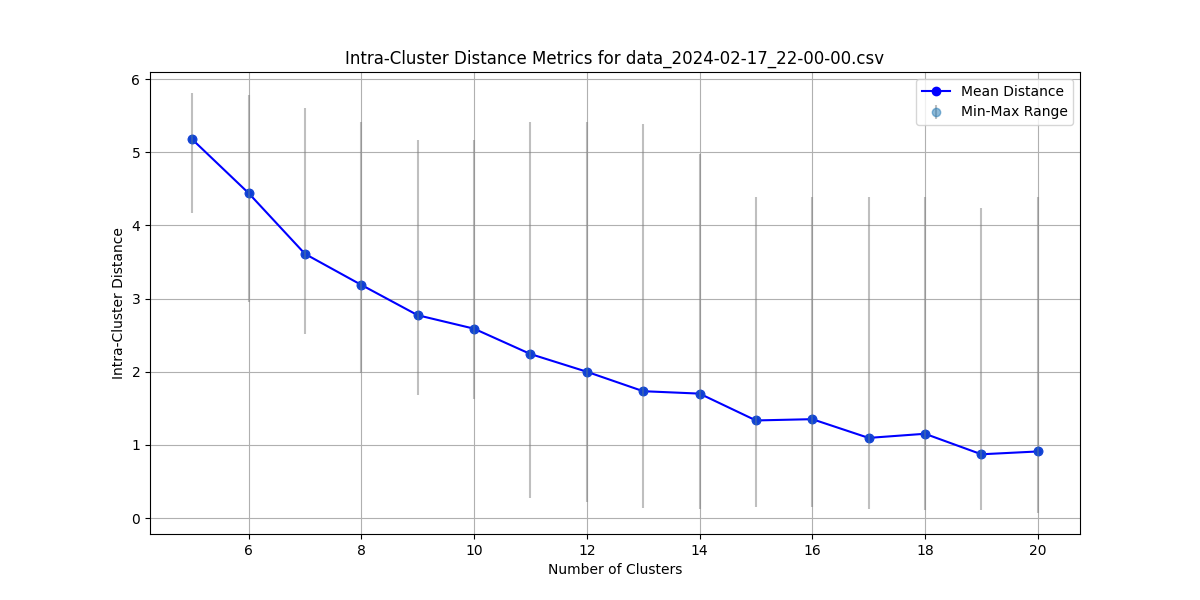 Intra-Cluster Distance Metrics for data_2024-02-17_22-00-00.csv
Mean Distance
Min-Max Range
Intra-Cluster Distance
6
5
4
3
2
1
0
6 8 10 12 14 16 18 20
Number of Clusters